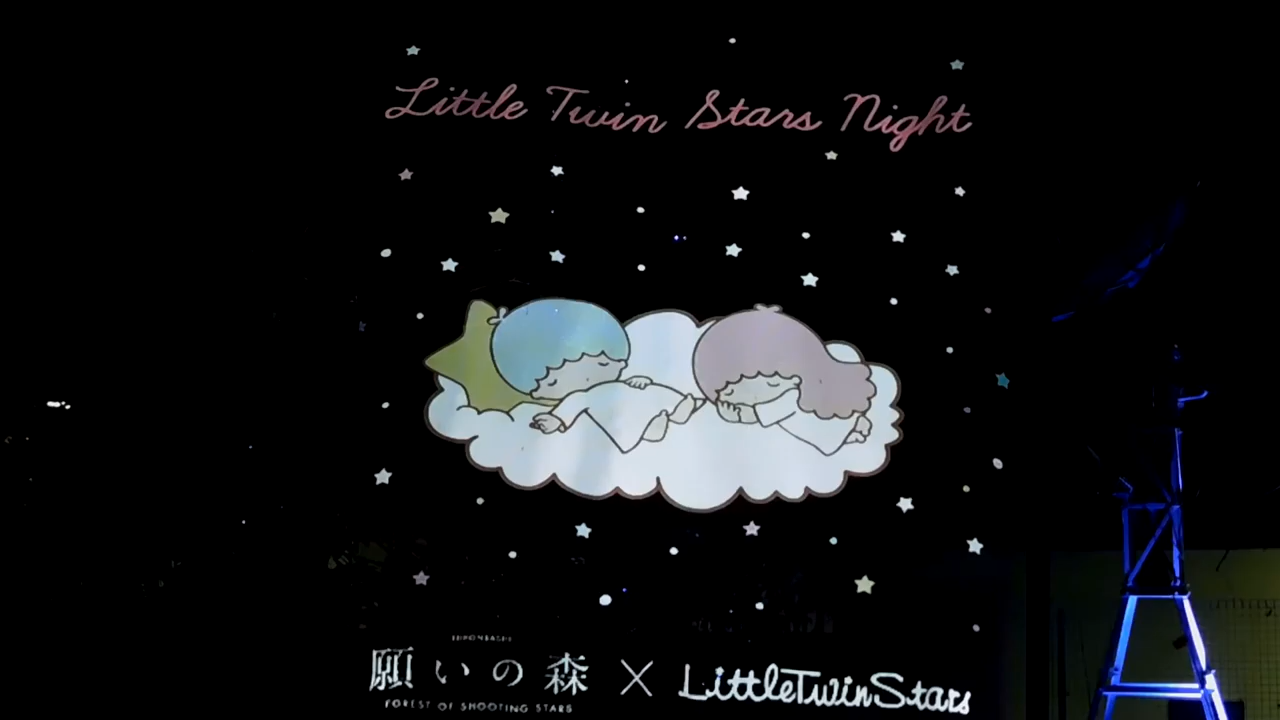 Little Twin Stars Night
NIHONBASHI
願いの森 × LittleTwinStars
FOREST OF SHOOTING STARS